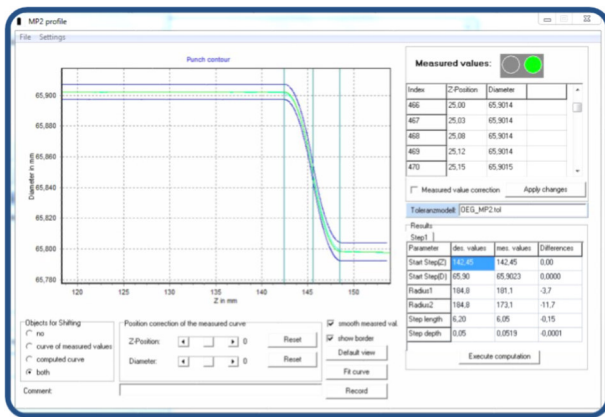 MP2 profile
File Settings
Punch contour
Diameter in mm
65,900
65,880
65,860
65,840
65,820
65,800
65,780
120 125 130 135 140 145 150
Z in mm
Measured values:
Index Z-Position Diameter
466 25,00 65,9014
467 25,03 65,9014
468 25,08 65,9014
469 25,12 65,9014
470 25,15 65,9015
Measured value correction Apply changes
Toleranzmodell: OEG_MP2.tol
Results
Step1
Parameter des. values mes. values Differences
Start Step(Z) 142,45 142,45 0,00
Start Step(D) 65,90 65,9023 0,0000
Radius1 184,8 181,1 -3,7
Radius2 184,8 173,1 -11,7
Step length 6,20 6,05 -0,15
Step depth 0,05 0,0519 -0,0001
Execute computation
Objects for Shifting
no
curve of measured values
computed curve
both
Position correction of the measured curve
Z-Position: 0 Reset
Diameter: 0 Reset
smooth measured val.
show border
Default view
Fit curve
Record
Comment: